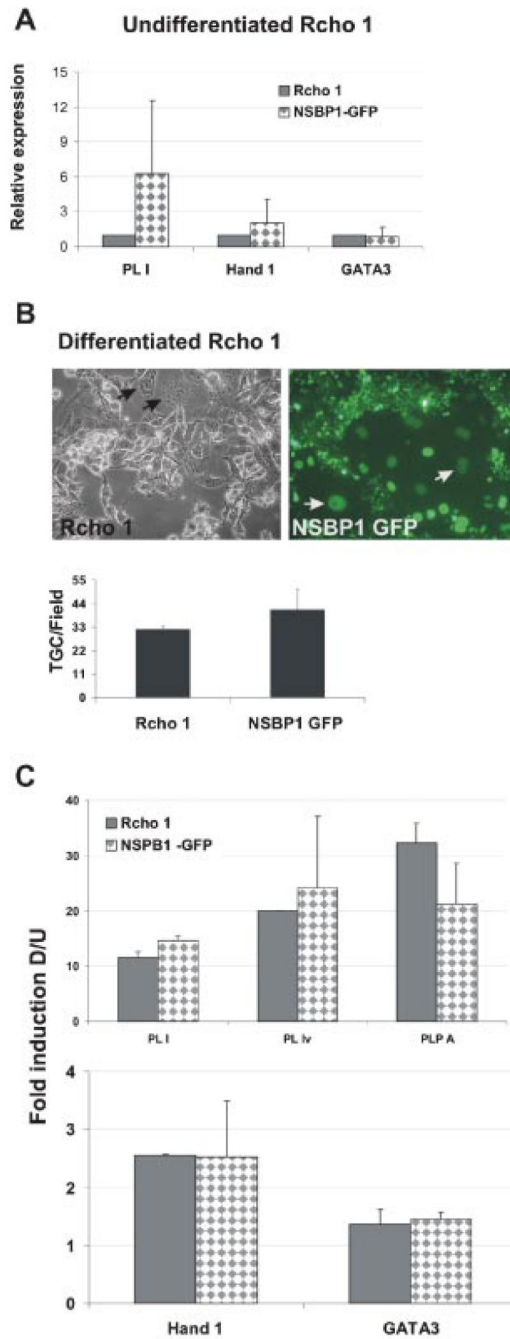 A
Undifferentiated Rcho 1
Relative expression
15
12
9
6
3
0
Rcho 1
NSBP1-GFP
PL I
Hand 1
GATA3
B
Differentiated Rcho 1
Rcho 1
NSBP1 GFP
TGC/Field
55
44
33
22
11
0
Rcho 1
NSBP1 GFP
C
Fold induction D/U
40
30
20
10
0
Rcho 1
NSPB1 -GFP
PL I
PL Iv
PLP A
4
3
2
1
0
Hand 1
GATA3